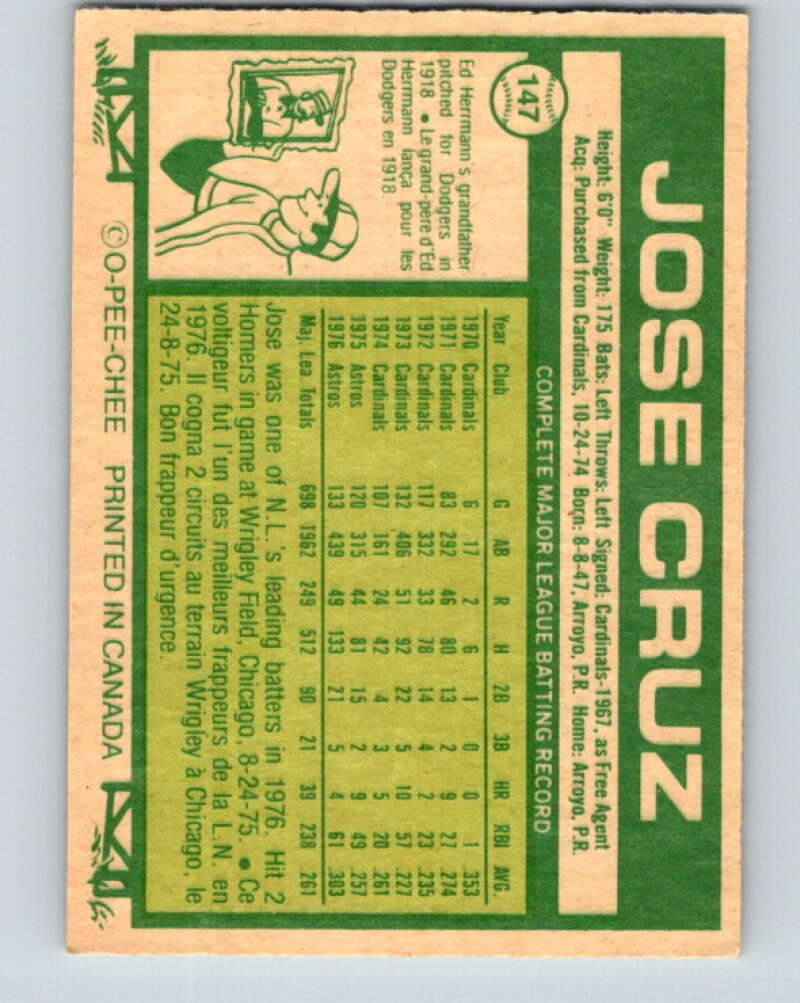 JOSE CRUZ
Height: 6'0" Weight: 175 Bats: Left Throws: Left Signed: Cardinals-1967, as Free Agent
Acq: Purchased from Cardinals, 10-24-74 Born: 8-8-47, Arroyo, P.R. Home: Arroyo, P.R.
147
COMPLETE MAJOR LEAGUE BATTING RECORD
Ed Herrmann's grandfather
pitched for Dodgers in
1918. • Le grand-père d'Ed
Herrmann lança pour les
Dodgers en 1918.
Year Club G AB R H 2B 3B HR RBI AVG.
1970 Cardinals 6 17 2 6 1 0 0 1 .353
1971 Cardinals 83 292 46 80 13 2 9 27 .274
1972 Cardinals 117 332 33 78 14 4 2 23 .235
1973 Cardinals 132 406 51 92 22 5 10 57 .227
1974 Cardinals 107 161 24 42 4 3 5 20 .261
1975 Astros 120 315 44 81 15 2 9 49 .257
1976 Astros 133 439 49 133 21 5 4 61 .303
Maj. Lea Totals 698 1962 249 512 90 21 39 238 .261
Jose was one of N.L.'s leading batters in 1976. Hit 2
Homers in game at Wrigley Field, Chicago, 8-24-75. • Ce
voltigeur fut l'un des meilleurs frappeurs de la L.N. en
1976. Il cogna 2 circuits au terrain Wrigley à Chicago, le
24-8-75. Bon frappeur d'urgence.
© O-PEE-CHEE PRINTED IN CANADA